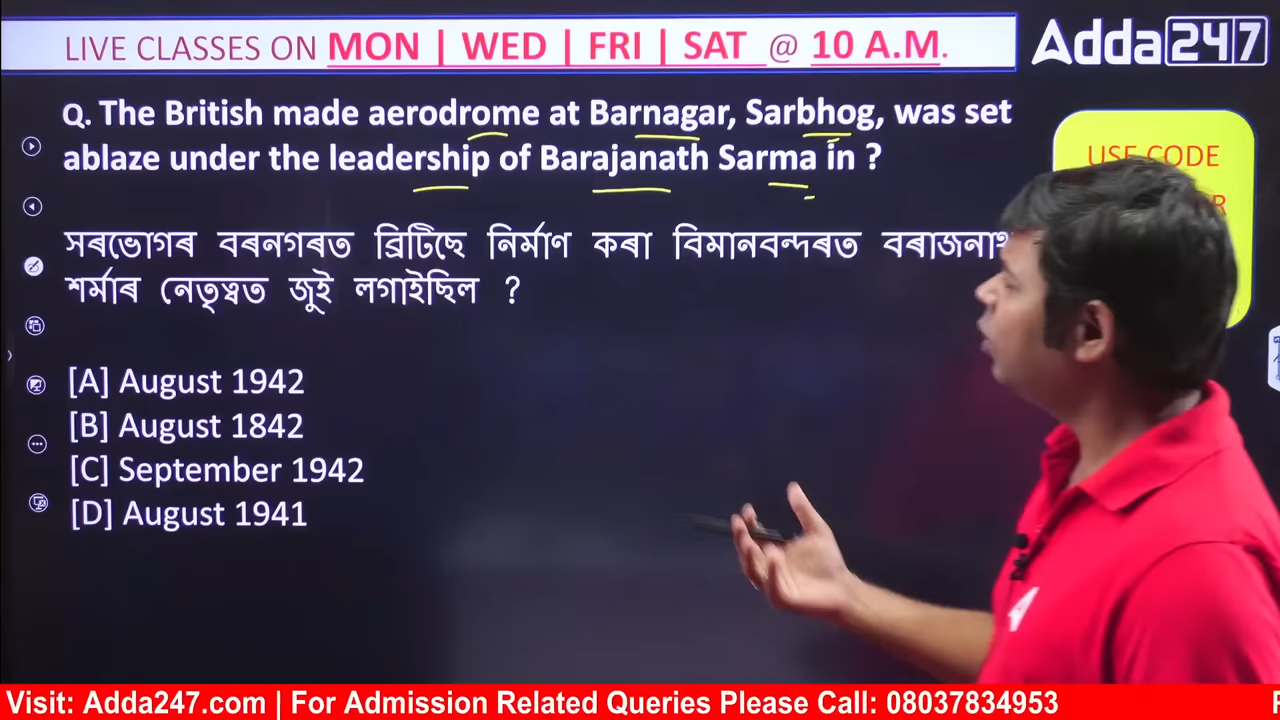 LIVE CLASSES ON MON | WED | FRI | SAT @ 10 A.M.
Adda247
Q. The British made aerodrome at Barnagar, Sarbhog, was set
ablaze under the leadership of Barajanath Sarma in ?
USE CODE
সৰভোগৰ বৰনগৰত ব্ৰিটিছে নিৰ্মাণ কৰা বিমানবন্দৰত
শৰ্মাৰ নেতৃত্বত জুই লগাইছিল ?
[A] August 1942
[B] August 1842
[C] September 1942
[D] August 1941
Visit: Adda247.com | For Admission Related Queries Please Call: 08037834953